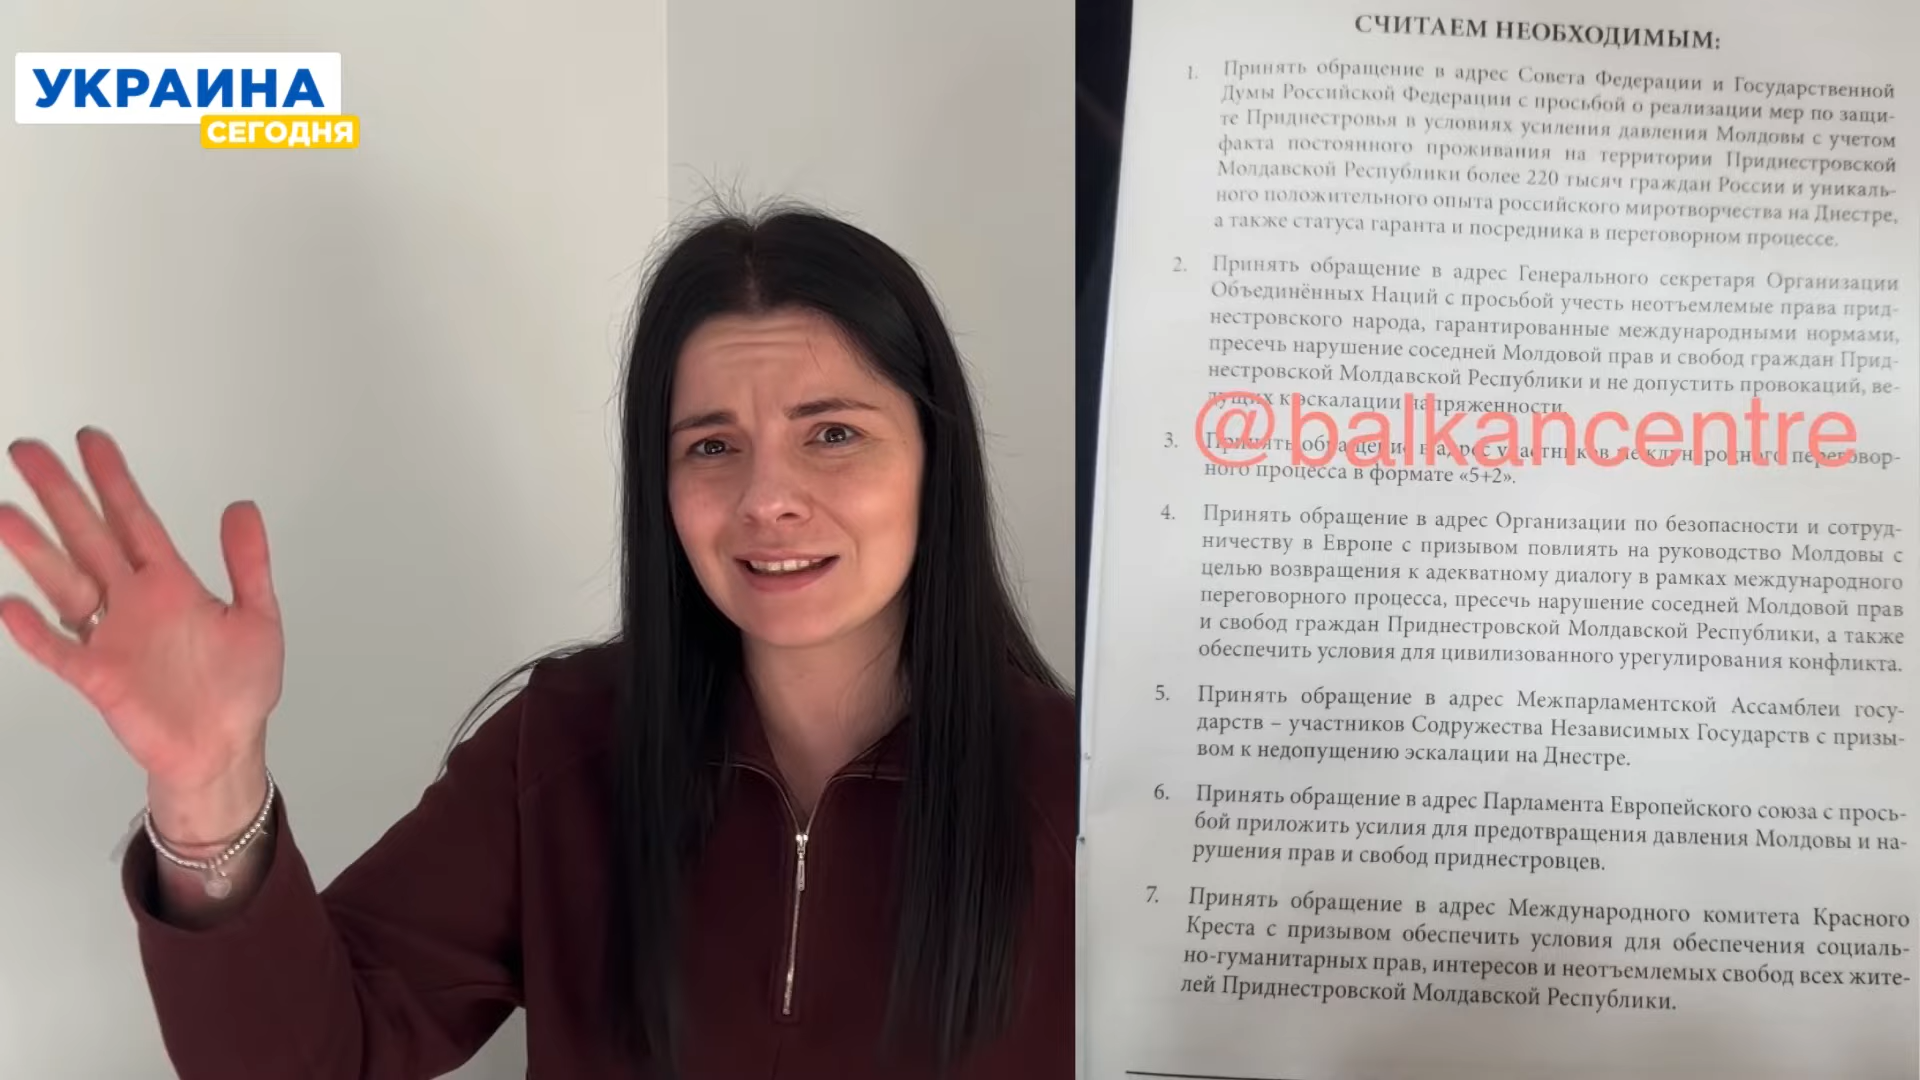 УКРАИНА
СЕГОДНЯ
СЧИТАЕМ НЕОБХОДИМЫМ:
1. Принять обращение в адрес Совета Федерации и Государственной
Думы Российской Федерации с просьбой о реализации мер по защи-
те Приднестровья в условиях усиления давления Молдовы с учетом
факта постоянного проживания на территории Приднестровской
Молдавской Республики более 220 тысяч граждан России и уникаль-
ного положительного опыта российского миротворчества на Днестре,
а также статуса гаранта и посредника в переговорном процессе.
2. Принять обращение в адрес Генерального секретаря Организации
Объединённых Наций с просьбой учесть неотъемлемые права прид-
нестровского народа, гарантированные международными нормами,
пресечь нарушение соседней Молдовой прав и свобод граждан Прид-
нестровской Молдавской Республики и не допустить провокаций, ве-
дущих к эскалации напряженности.
@balkancentre
3. Принять обращение в адрес участников международного переговор-
ного процесса в формате «5+2».
4. Принять обращение в адрес Организации по безопасности и сотруд-
ничеству в Европе с призывом повлиять на руководство Молдовы с
целью возвращения к адекватному диалогу в рамках международного
переговорного процесса, пресечь нарушение соседней Молдовой прав
и свобод граждан Приднестровской Молдавской Республики, а также
обеспечить условия для цивилизованного урегулирования конфликта.
5. Принять обращение в адрес Межпарламентской Ассамблеи госу-
дарств – участников Содружества Независимых Государств с призы-
вом к недопущению эскалации на Днестре.
6. Принять обращение в адрес Парламента Европейского союза с прось-
бой приложить усилия для предотвращения давления Молдовы и на-
рушения прав и свобод приднестровцев.
7. Принять обращение в адрес Международного комитета Красного
Креста с призывом обеспечить условия для обеспечения социаль-
но-гуманитарных прав, интересов и неотъемлемых свобод всех жите-
лей Приднестровской Молдавской Республики.